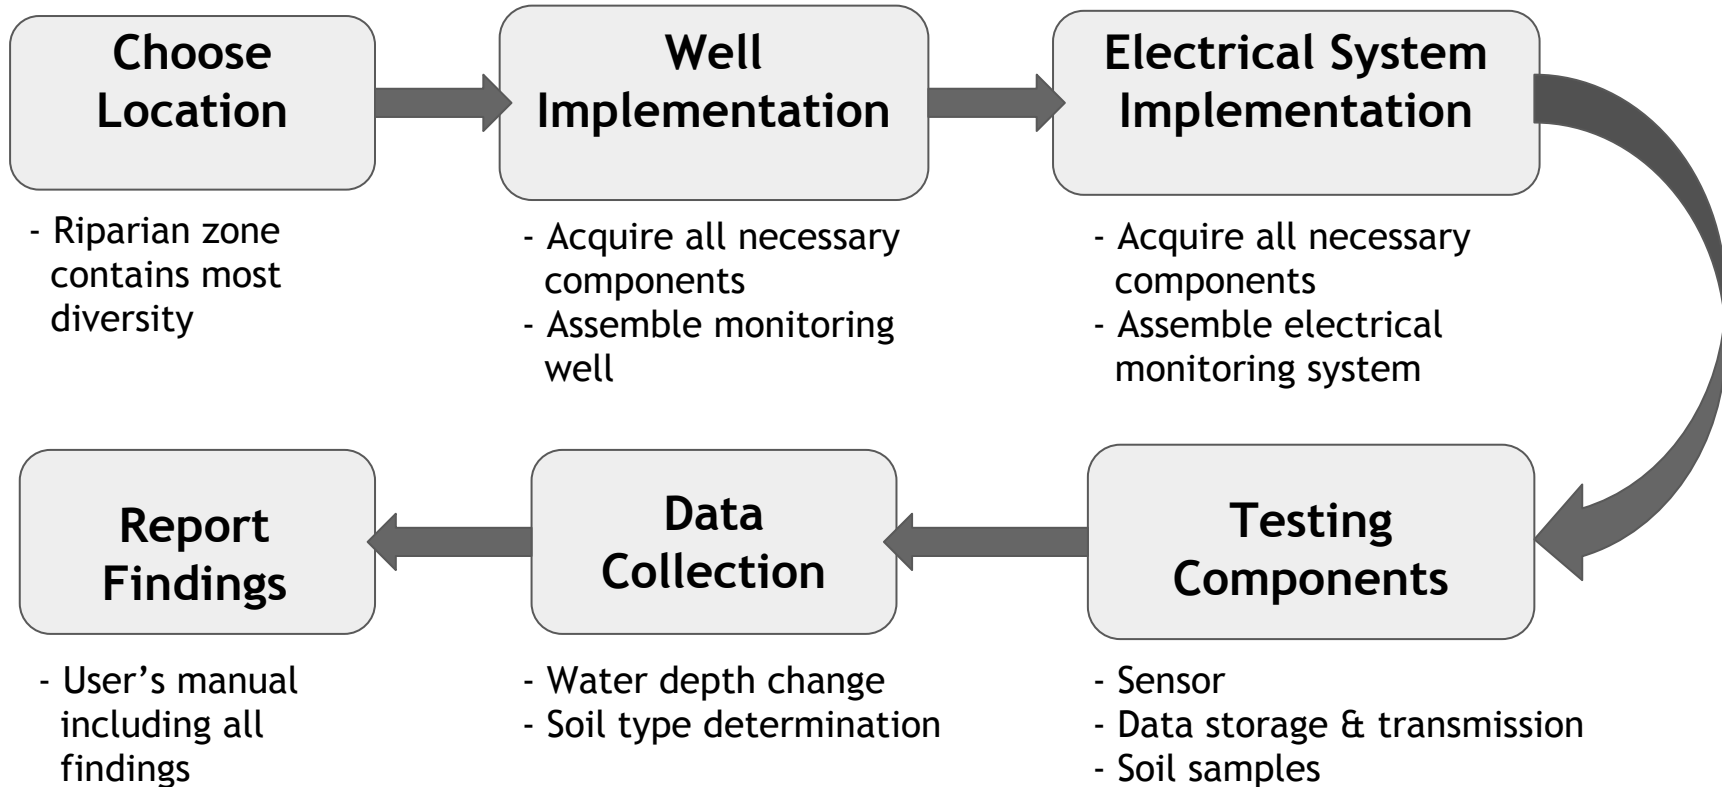 Choose
Location
- Riparian zone
contains most
diversity
Well
Implementation
- Acquire all necessary
components
- Assemble monitoring
well
Electrical System
Implementation
- Acquire all necessary
components
- Assemble electrical
monitoring system
Testing
Components
- Sensor
- Data storage & transmission
- Soil samples
Data
Collection
- Water depth change
- Soil type determination
Report
Findings
- User’s manual
including all
findings